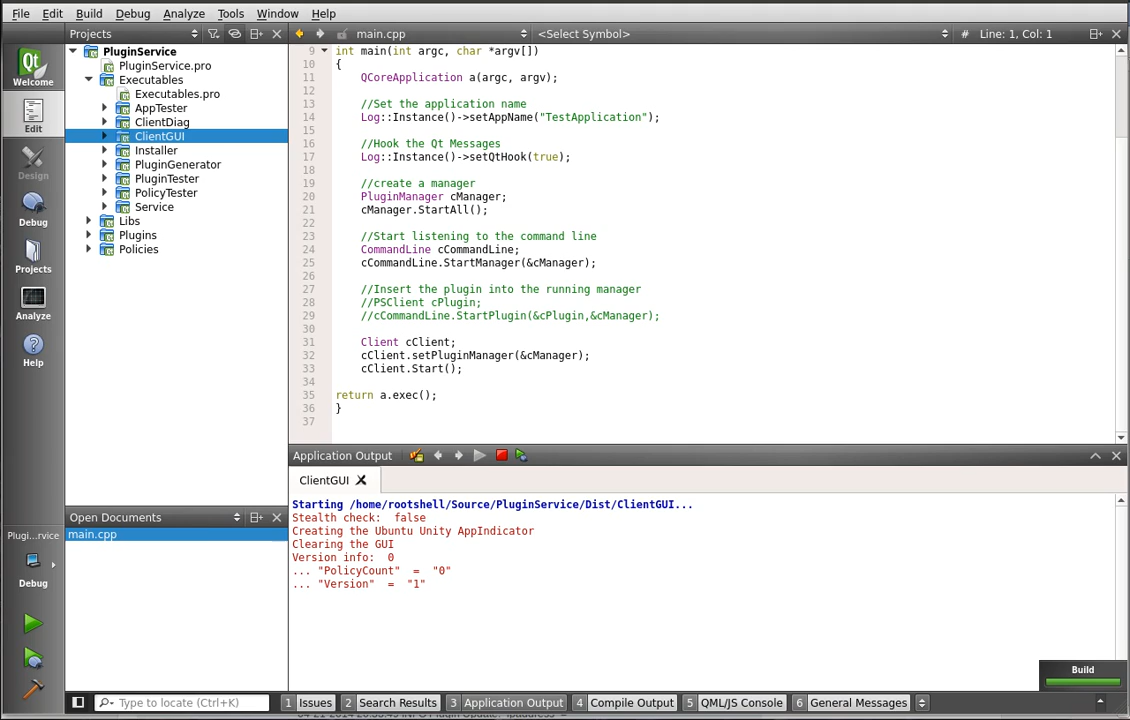 File Edit Build Debug Analyze Tools Window Help
Projects
main.cpp
<Select Symbol>
# Line: 1, Col: 1
Welcome
Edit
Design
Debug
Projects
Analyze
Help
PluginService
PluginService.pro
Executables
Executables.pro
AppTester
ClientDiag
ClientGUI
Installer
PluginGenerator
PluginTester
PolicyTester
Service
Libs
Plugins
Policies
9 int main(int argc, char *argv[])
10 {
11 QCoreApplication a(argc, argv);
12
13 //Set the application name
14 Log::Instance()->setAppName("TestApplication");
15
16 //Hook the Qt Messages
17 Log::Instance()->setQtHook(true);
18
19 //create a manager
20 PluginManager cManager;
21 cManager.StartAll();
22
23 //Start listening to the command line
24 CommandLine cCommandLine;
25 cCommandLine.StartManager(&cManager);
26
27 //Insert the plugin into the running manager
28 //PSClient cPlugin;
29 //cCommandLine.StartPlugin(&cPlugin,&cManager);
30
31 Client cClient;
32 cClient.setPluginManager(&cManager);
33 cClient.Start();
34
35 return a.exec();
36 }
37
Application Output
ClientGUI
Starting /home/rootshell/Source/PluginService/Dist/ClientGUI...
Stealth check: false
Creating the Ubuntu Unity AppIndicator
Clearing the GUI
Version info: 0
... "PolicyCount" = "0"
... "Version" = "1"
Open Documents
main.cpp
Plugi...rvice
Debug
Build
Type to locate (Ctrl+K)
1 Issues
2 Search Results
3 Application Output
4 Compile Output
5 QML/JS Console
6 General Messages